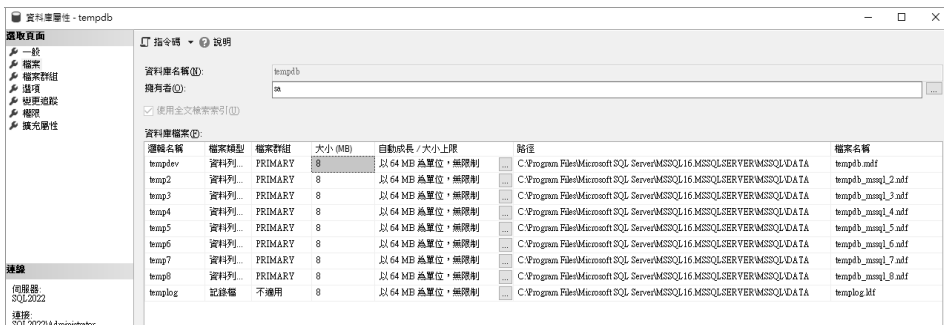 資料庫屬性 - tempdb
選取頁面
一般
檔案
檔案群組
選項
變更追蹤
權限
擴充屬性
指令碼 說明
資料庫名稱(N): tempdb
擁有者(O): sa ...
使用全文檢索索引(U)
資料庫檔案(F):
邏輯名稱 檔案類型 檔案群組 大小 (MB) 自動成長 / 大小上限 路徑 檔案名稱
tempdev 資料列... PRIMARY 8 以 64 MB 為單位，無限制 ... C:\Program Files\Microsoft SQL Server\MSSQL16.MSSQLSERVER\MSSQL\DATA tempdb.mdf
temp2 資料列... PRIMARY 8 以 64 MB 為單位，無限制 ... C:\Program Files\Microsoft SQL Server\MSSQL16.MSSQLSERVER\MSSQL\DATA tempdb_mssql_2.ndf
temp3 資料列... PRIMARY 8 以 64 MB 為單位，無限制 ... C:\Program Files\Microsoft SQL Server\MSSQL16.MSSQLSERVER\MSSQL\DATA tempdb_mssql_3.ndf
temp4 資料列... PRIMARY 8 以 64 MB 為單位，無限制 ... C:\Program Files\Microsoft SQL Server\MSSQL16.MSSQLSERVER\MSSQL\DATA tempdb_mssql_4.ndf
temp5 資料列... PRIMARY 8 以 64 MB 為單位，無限制 ... C:\Program Files\Microsoft SQL Server\MSSQL16.MSSQLSERVER\MSSQL\DATA tempdb_mssql_5.ndf
temp6 資料列... PRIMARY 8 以 64 MB 為單位，無限制 ... C:\Program Files\Microsoft SQL Server\MSSQL16.MSSQLSERVER\MSSQL\DATA tempdb_mssql_6.ndf
temp7 資料列... PRIMARY 8 以 64 MB 為單位，無限制 ... C:\Program Files\Microsoft SQL Server\MSSQL16.MSSQLSERVER\MSSQL\DATA tempdb_mssql_7.ndf
temp8 資料列... PRIMARY 8 以 64 MB 為單位，無限制 ... C:\Program Files\Microsoft SQL Server\MSSQL16.MSSQLSERVER\MSSQL\DATA tempdb_mssql_8.ndf
templog 記錄檔 不適用 8 以 64 MB 為單位，無限制 ... C:\Program Files\Microsoft SQL Server\MSSQL16.MSSQLSERVER\MSSQL\DATA templog.ldf
連線
伺服器:
SQL2022
連接:
SQL2022\Administrator